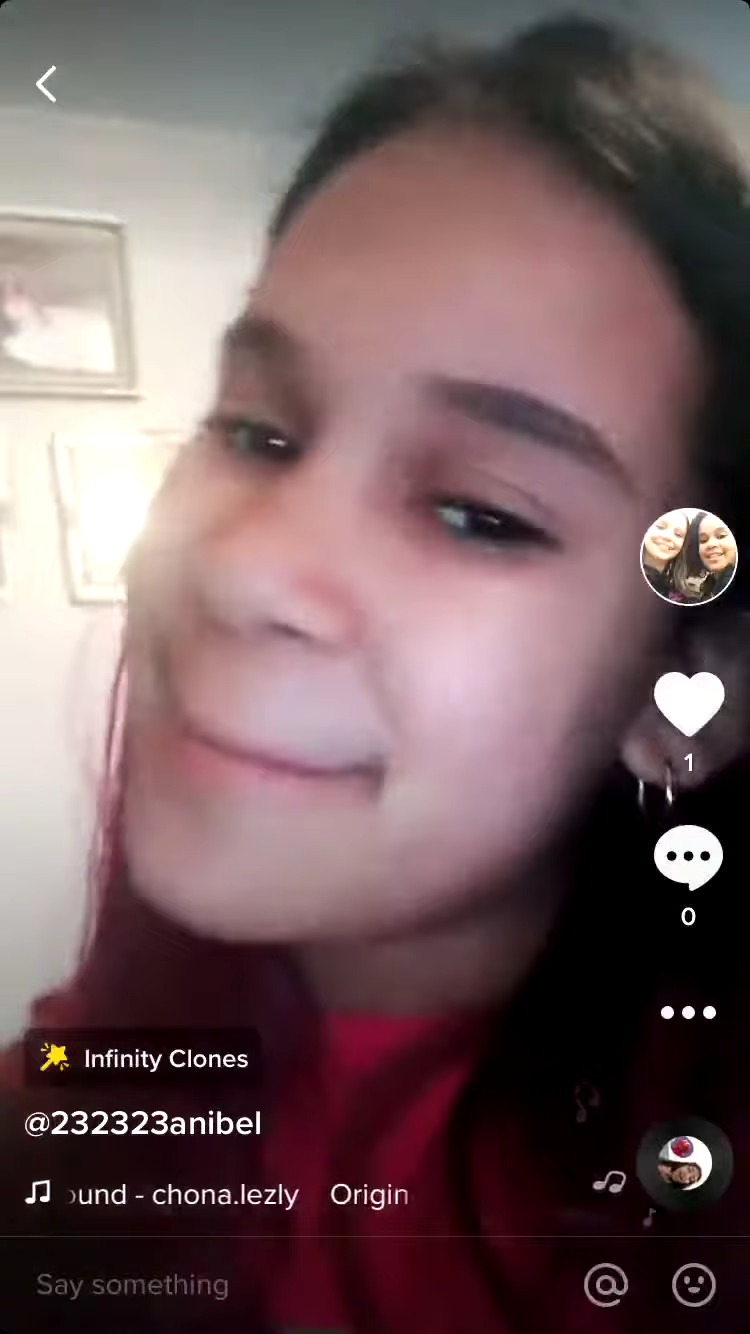 1
0
Infinity Clones
@232323anibel
ound - chona.lezly Origin
Say something